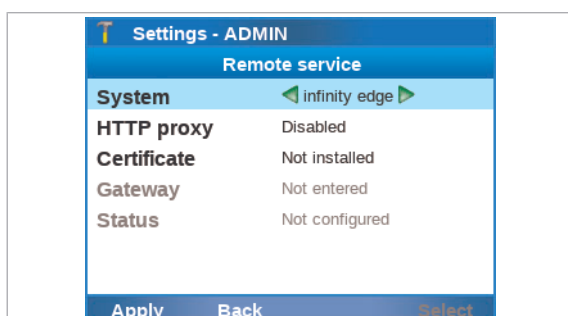 Settings - ADMIN
Remote service
System infinity edge
HTTP proxy Disabled
Certificate Not installed
Gateway Not entered
Status Not configured
Apply Back Select